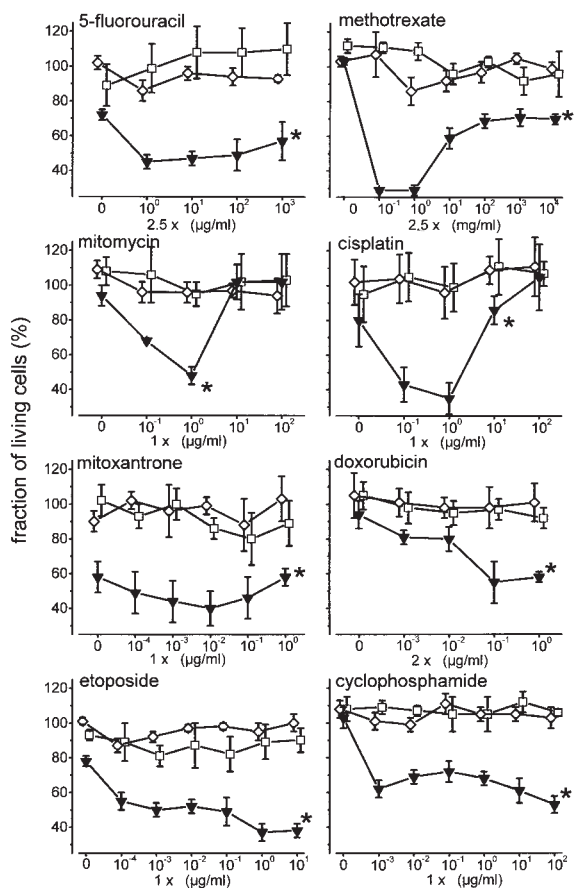 fraction of living cells (%)
5-fluorouracil
120
100
80
60
40
*
0 10⁰ 10¹ 10² 10³
2.5 x (µg/ml)
methotrexate
*
0 10⁻¹ 10⁰ 10¹ 10² 10³ 10⁴
2,5 x (mg/ml)
mitomycin
120
100
80
60
40
*
0 10⁻¹ 10⁰ 10¹ 10²
1 x (µg/ml)
cisplatin
*
0 10⁻¹ 10⁰ 10¹ 10²
1 x (µg/ml)
mitoxantrone
120
100
80
60
40
*
0 10⁻⁴ 10⁻³ 10⁻² 10⁻¹ 10⁰
1 x (µg/ml)
doxorubicin
*
0 10⁻³ 10⁻² 10⁻¹ 10⁰
2 x (µg/ml)
etoposide
120
100
80
60
40
*
0 10⁻⁴ 10⁻³ 10⁻² 10⁻¹ 10⁰ 10¹
1 x (µg/ml)
cyclophosphamide
*
0 10⁻³ 10⁻² 10⁻¹ 10⁰ 10¹ 10²
1 x (µg/ml)